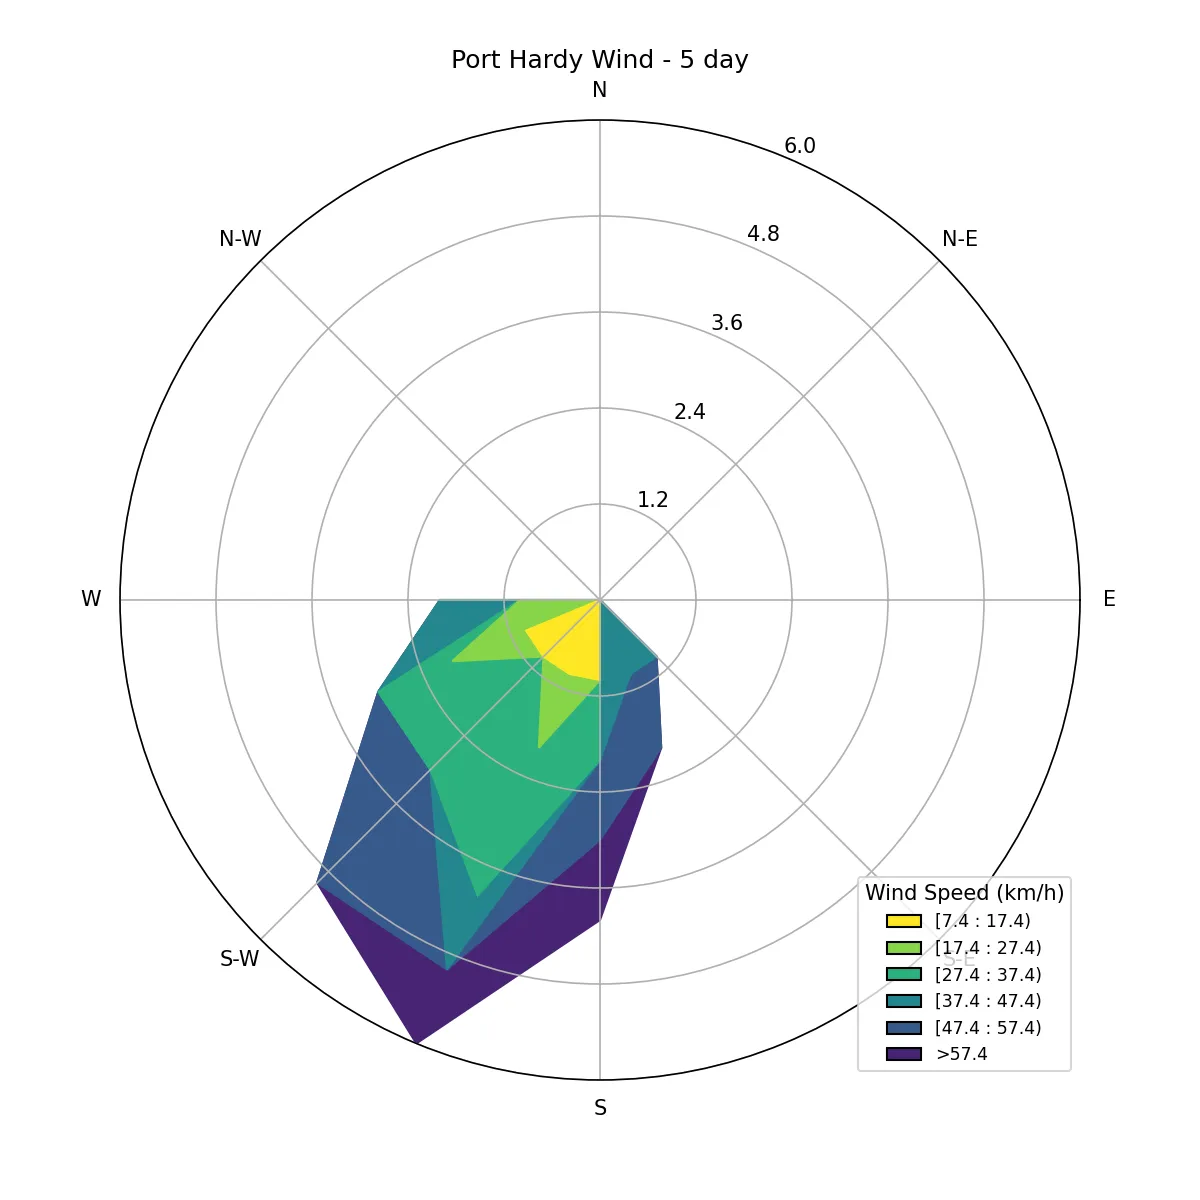 Port Hardy Wind - 5 day
N
6.0
N-W
4.8
N-E
3.6
2.4
1.2
W
E
Wind Speed (km/h)
[7.4 : 17.4)
[17.4 : 27.4)
S-W
S-E
[27.4 : 37.4)
[37.4 : 47.4)
[47.4 : 57.4)
>57.4
S